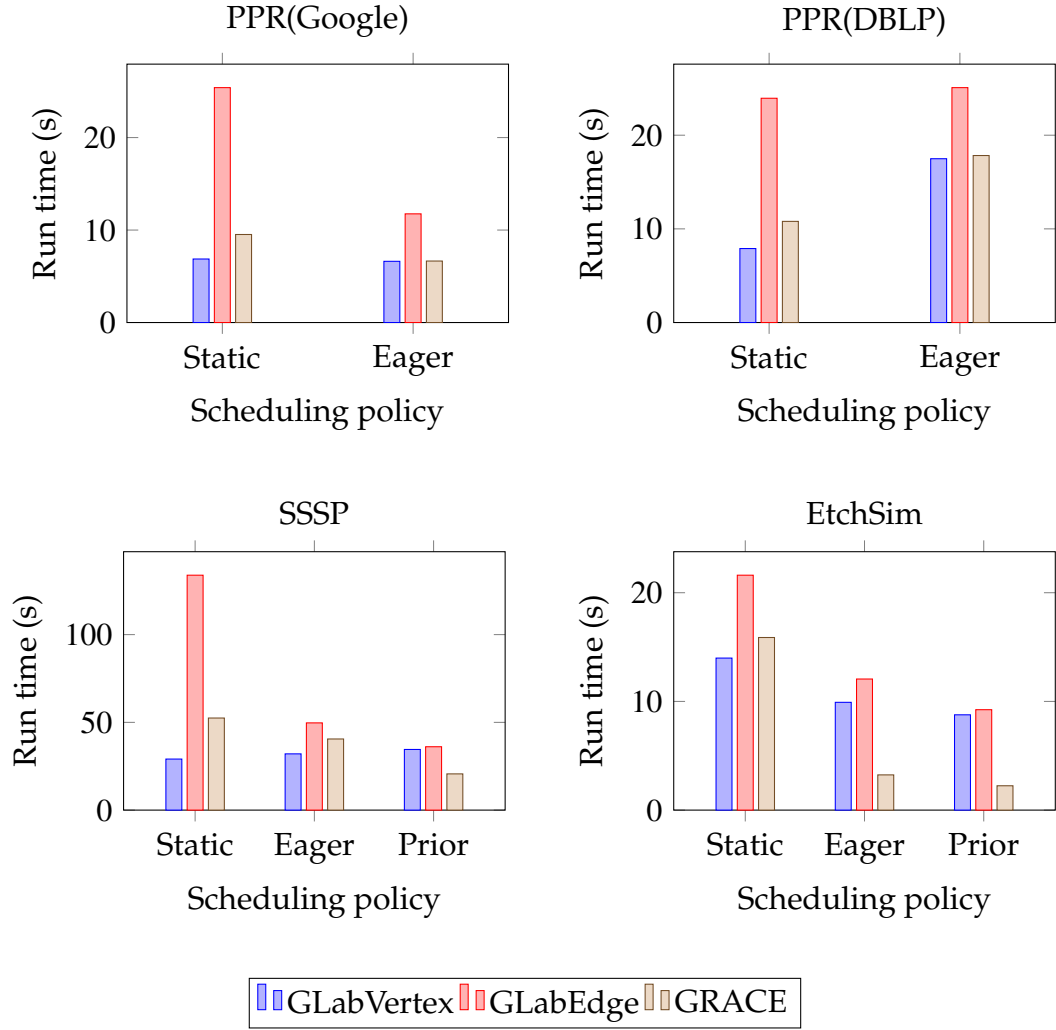 PPR(Google)
Run time (s)
20
10
0
Static Eager
Scheduling policy
PPR(DBLP)
Run time (s)
20
10
0
Static Eager
Scheduling policy
SSSP
Run time (s)
100
50
0
Static Eager Prior
Scheduling policy
EtchSim
Run time (s)
20
10
0
Static Eager Prior
Scheduling policy
GLabVertex GLabEdge GRACE